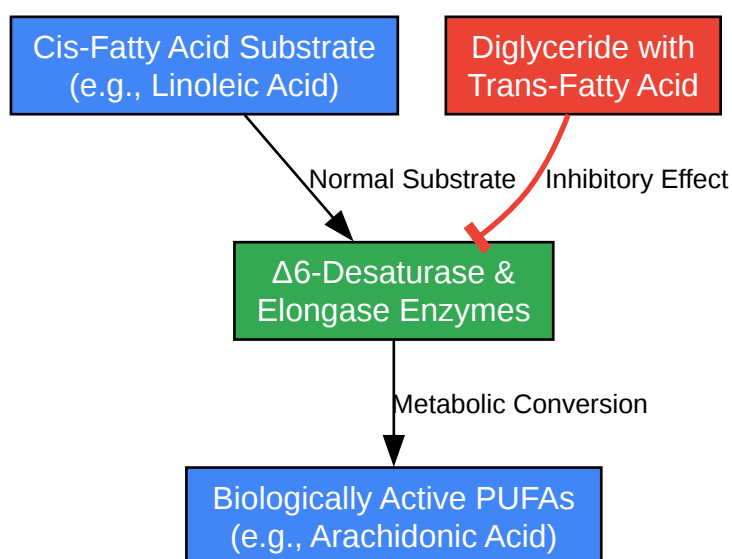 Cis-Fatty Acid Substrate
(e.g., Linoleic Acid)
Diglyceride with
Trans-Fatty Acid
Normal Substrate
Inhibitory Effect
Δ6-Desaturase &
Elongase Enzymes
Metabolic Conversion
Biologically Active PUFAs
(e.g., Arachidonic Acid)